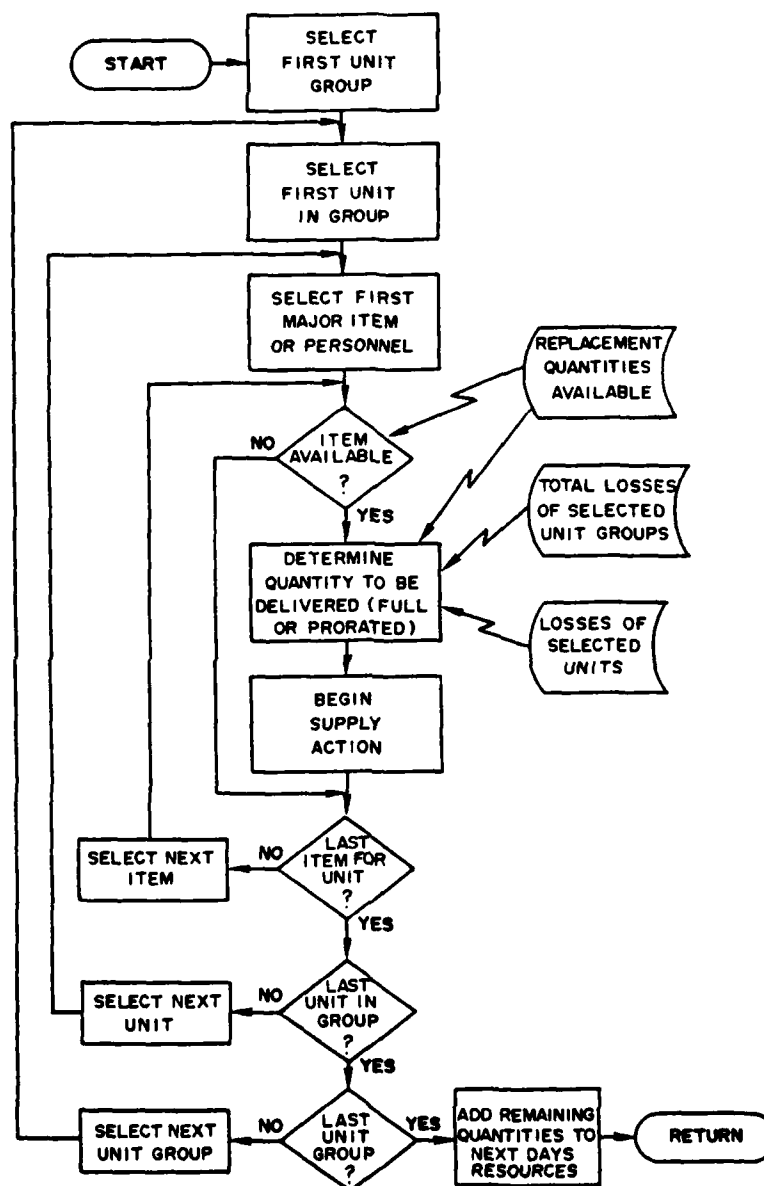 START
SELECT
FIRST UNIT
GROUP
SELECT
FIRST UNIT
IN GROUP
SELECT FIRST
MAJOR ITEM
OR PERSONNEL
REPLACEMENT
QUANTITIES
AVAILABLE
NO
ITEM
AVAILABLE
?
YES
TOTAL LOSSES
OF SELECTED
UNIT GROUPS
DETERMINE
QUANTITY TO BE
DELIVERED (FULL
OR PRORATED)
LOSSES OF
SELECTED
UNITS
BEGIN
SUPPLY
ACTION
SELECT NEXT
ITEM
NO
LAST
ITEM FOR
UNIT
?
YES
SELECT NEXT
UNIT
NO
LAST
UNIT IN
GROUP
?
YES
SELECT NEXT
UNIT GROUP
NO
LAST
UNIT
GROUP
?
YES
ADD REMAINING
QUANTITIES TO
NEXT DAYS
RESOURCES
RETURN